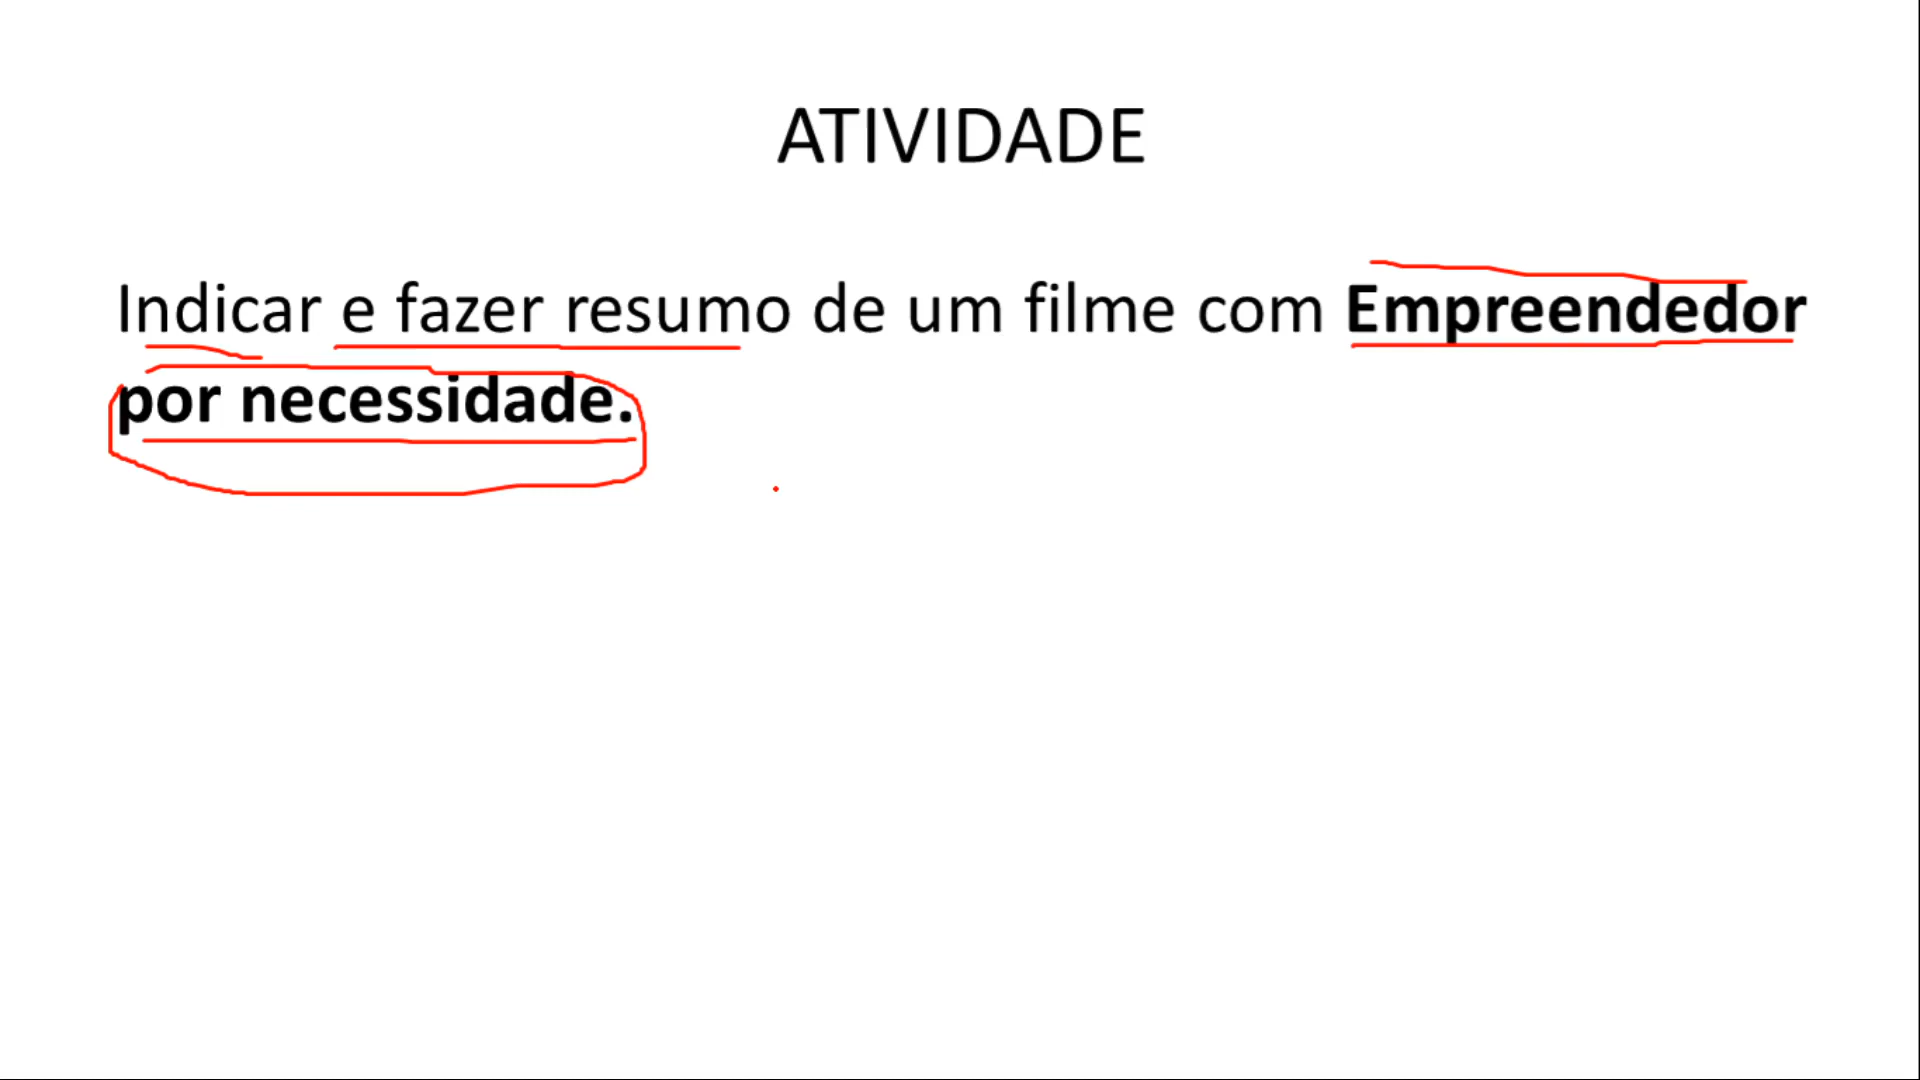 ATIVIDADE
Indicar e fazer resumo de um filme com Empreendedor
por necessidade.